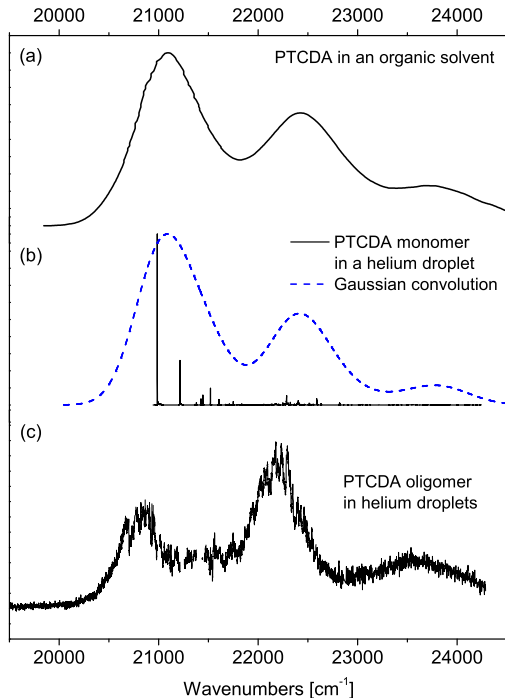 20000 21000 22000 23000 24000
(a)
PTCDA in an organic solvent
(b)
PTCDA monomer
in a helium droplet
Gaussian convolution
(c)
PTCDA oligomer
in helium droplets
20000 21000 22000 23000 24000
Wavenumbers [cm⁻¹]